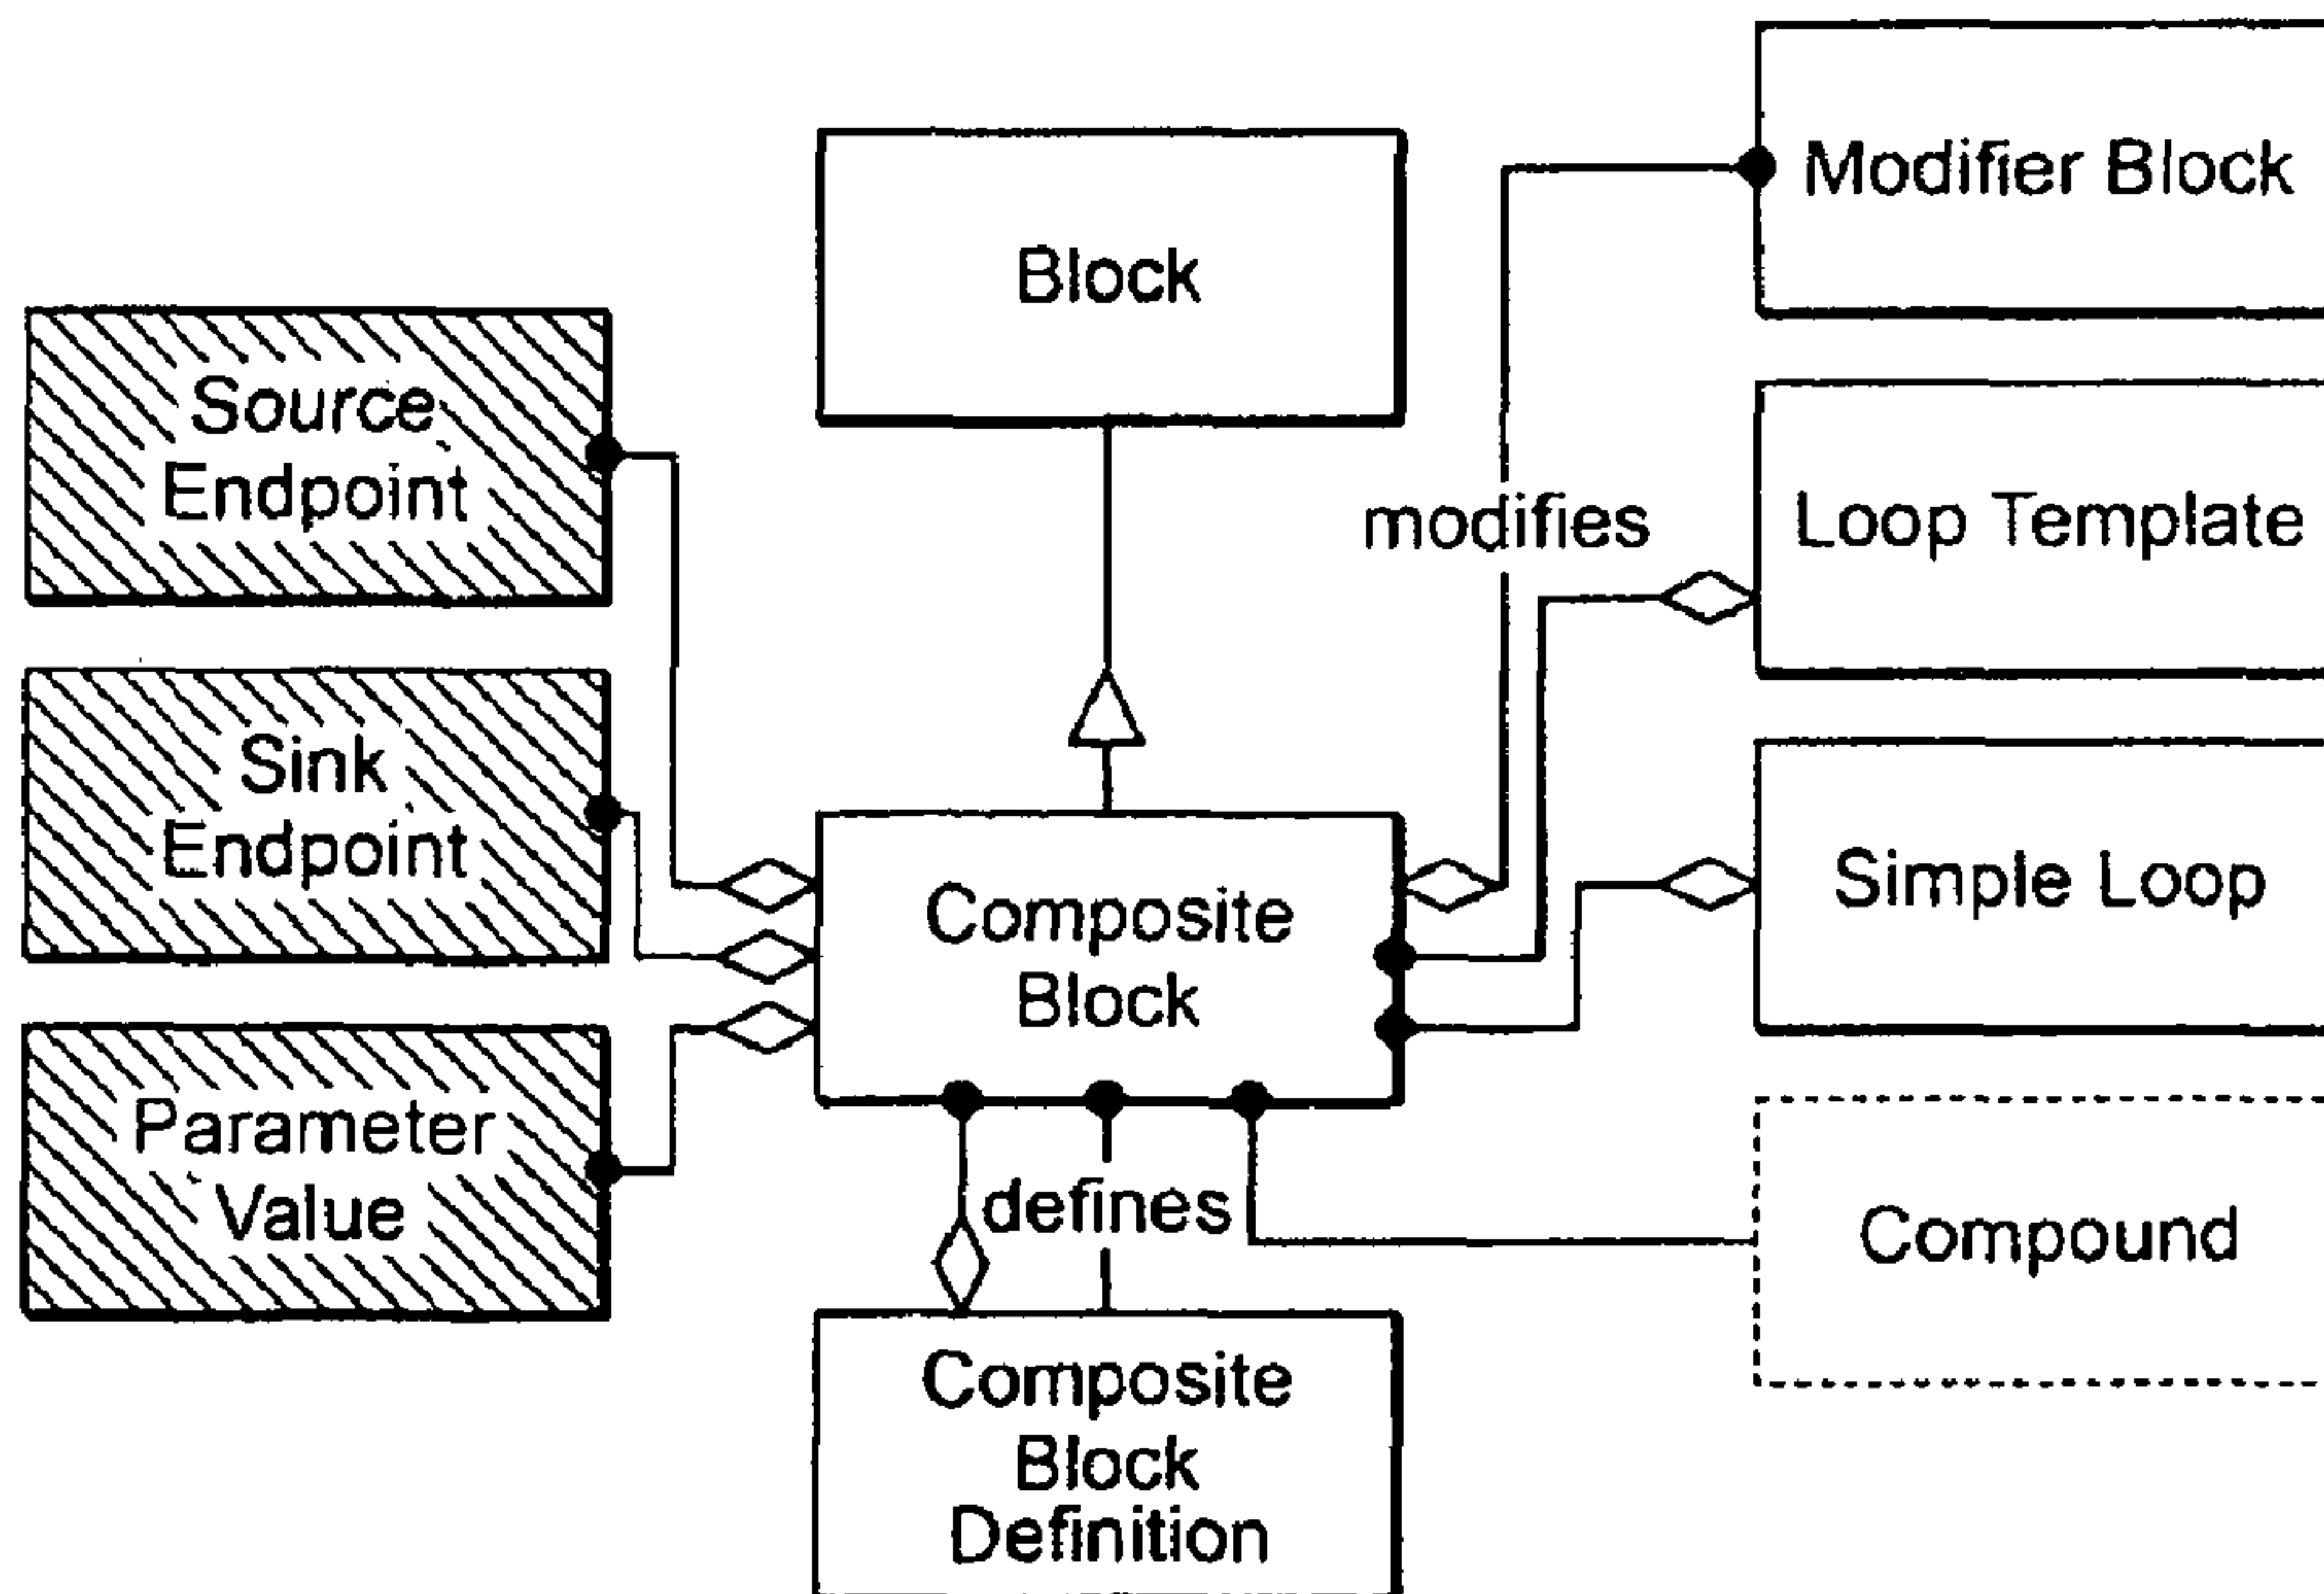 Modifier Block
Block
Source
Endpoint
modifies
Loop Template
Sink
Endpoint
Composite
Block
Simple Loop
Parameter
Value
defines
Compound
Composite
Block
Definition